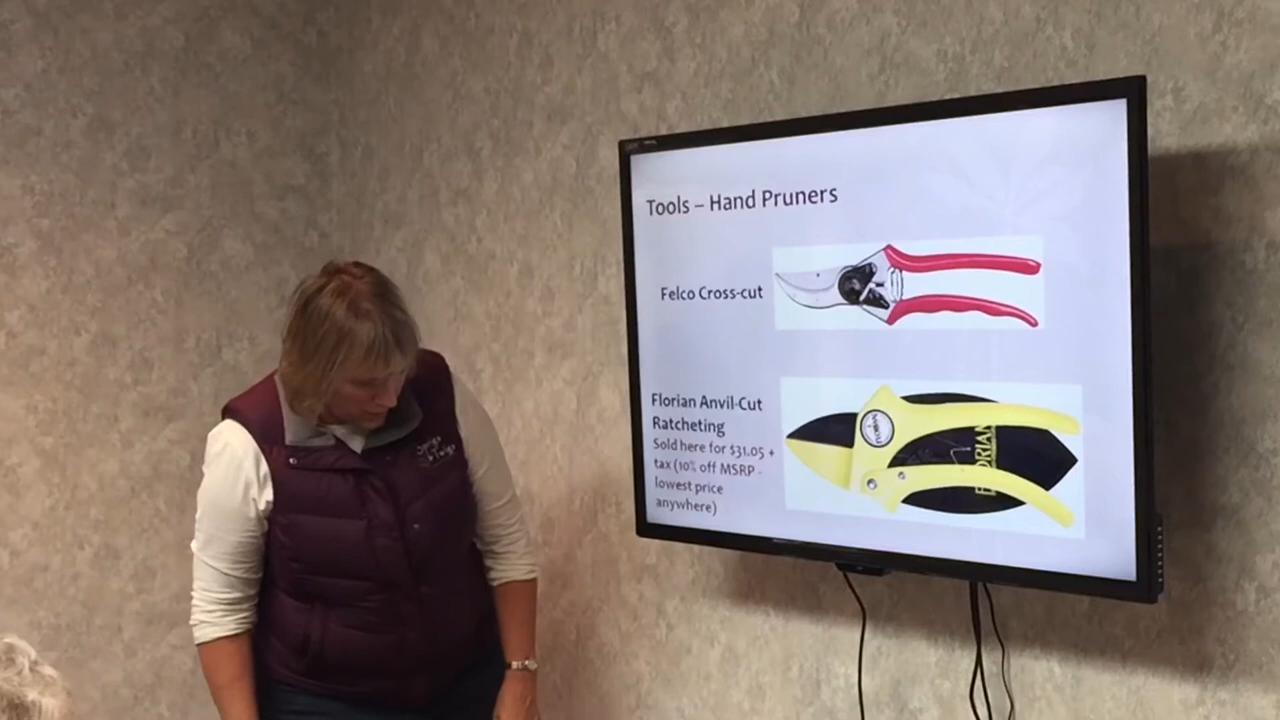 Tools – Hand Pruners
Felco Cross-cut
Florian Anvil-Cut
Ratcheting
Sold here for $31.05 +
tax (10% off MSRP -
lowest price
anywhere)
FLORIAN
FLORIAN